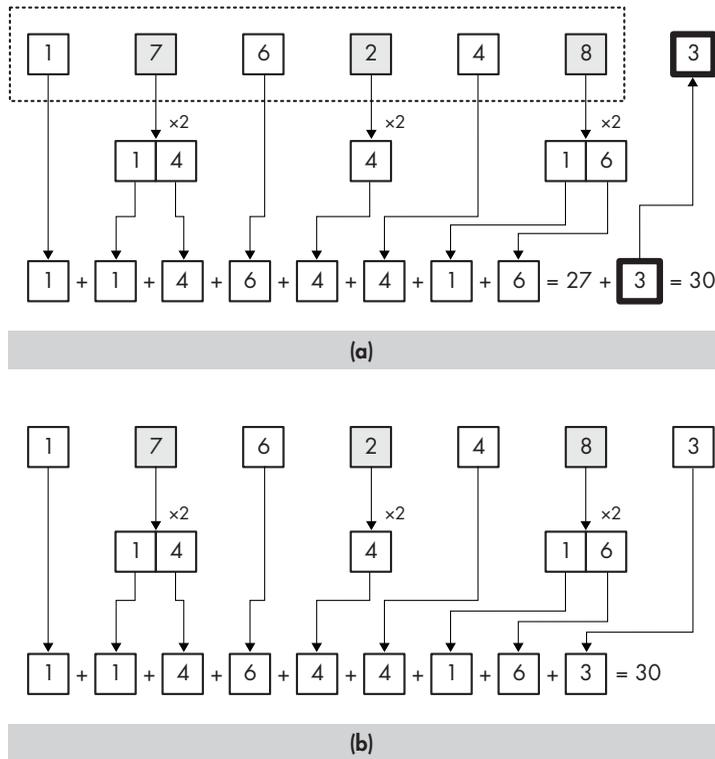 1 7 6 2 4 8 3
×2 ×2 ×2
1 4 4 1 6
1 + 1 + 4 + 6 + 4 + 4 + 1 + 6 = 27 + 3 = 30
(a)
1 7 6 2 4 8 3
×2 ×2 ×2
1 4 4 1 6
1 + 1 + 4 + 6 + 4 + 4 + 1 + 6 + 3 = 30
(b)